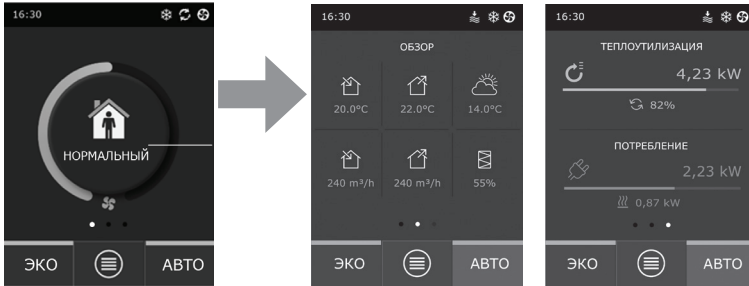 16:30
НОРМАЛЬНЫЙ
ЭКО
АВТО
16:30
ОБЗОР
20.0°C 22.0°C 14.0°C
240 m³/h 240 m³/h 55%
ЭКО
АВТО
16:30
ТЕПЛОУТИЛИЗАЦИЯ
4,23 kW
82%
ПОТРЕБЛЕНИЕ
2,23 kW
0,87 kW
ЭКО
АВТО